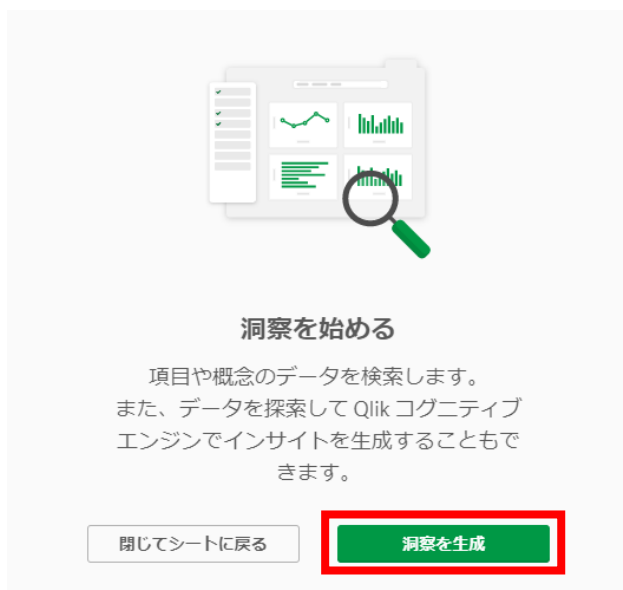 洞察を始める
項目や概念のデータを検索します。
また、データを探索して Qlik コグニティブ
エンジンでインサイトを生成することもで
きます。
閉じてシートに戻る
洞察を生成